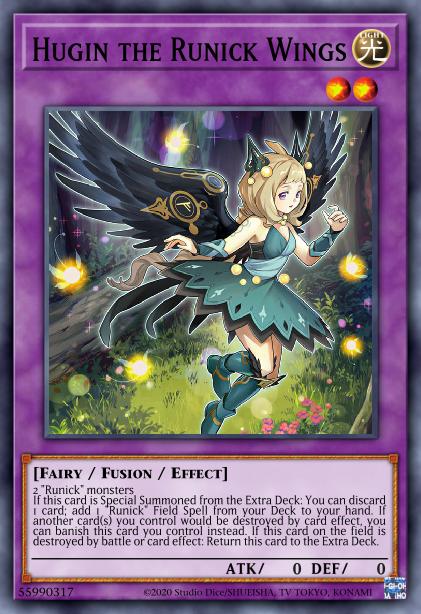 HUGIN THE RUNICK WINGS
LIGHT
光
[FAIRY / FUSION / EFFECT]
2 "Runick" monsters
If this card is Special Summoned from the Extra Deck: You can discard
1 card; add 1 "Runick" Field Spell from your Deck to your hand. If
another card(s) you control would be destroyed by card effect, you
can banish this card you control instead. If this card on the field is
destroyed by battle or card effect: Return this card to the Extra Deck.
ATK/ 0 DEF/ 0
55990317
©2020 Studio Dice/SHUEISHA, TV TOKYO, KONAMI